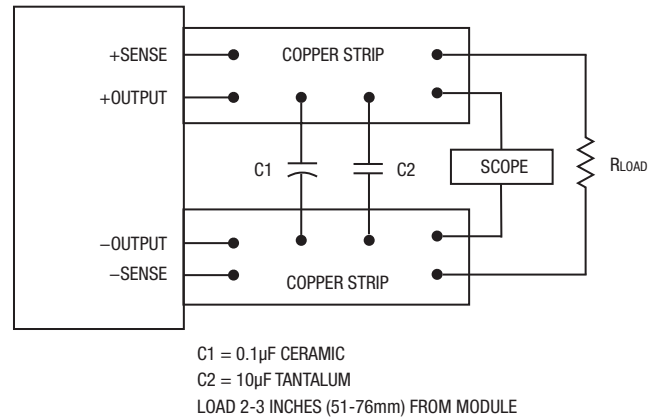 +SENSE
COPPER STRIP
+OUTPUT
C1
C2
SCOPE
RLOAD
–OUTPUT
–SENSE
COPPER STRIP
C1 = 0.1µF CERAMIC
C2 = 10µF TANTALUM
LOAD 2-3 INCHES (51-76mm) FROM MODULE